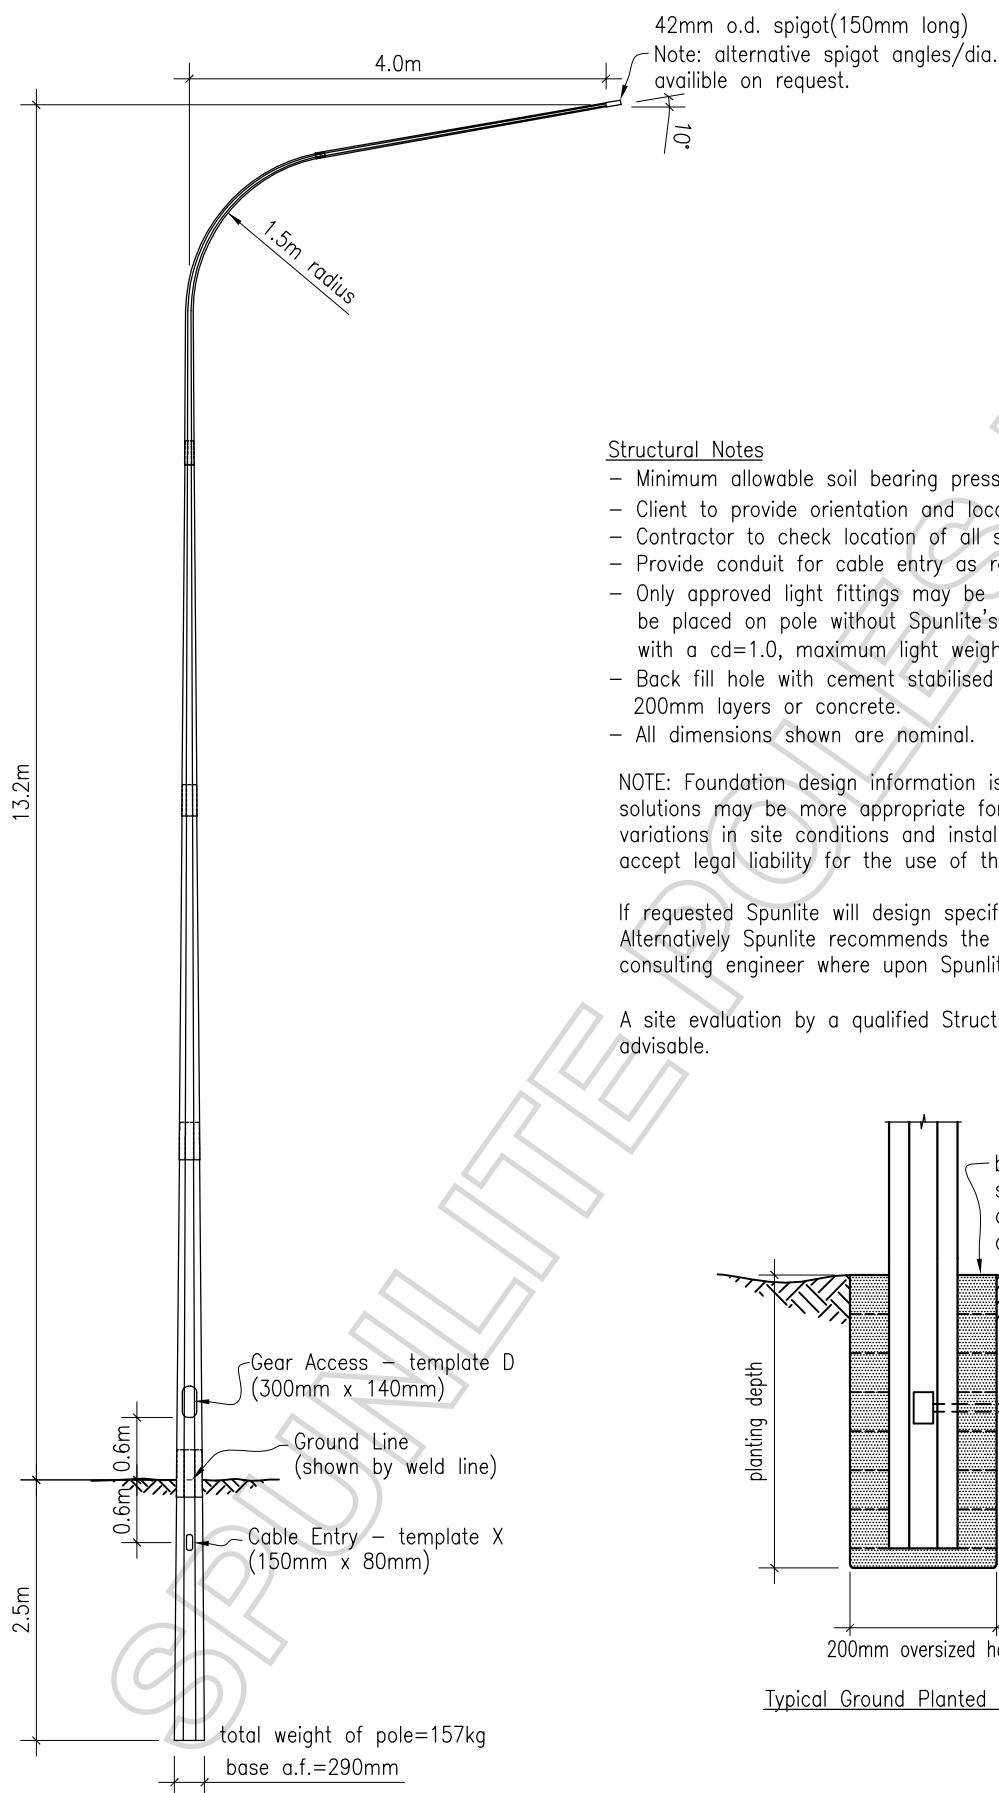 42mm o.d. spigot(150mm long)
Note: alternative spigot angles/dia.
availible on request.
4.0m
10°
1.5m radius
Structural Notes
- Minimum allowable soil bearing
- Client to provide orientation and
- Contractor to check location of all
- Provide conduit for cable entry as
- Only approved light fittings may be
be placed on pole without Spunlite's
with a cd=1.0, maximum light
- Back fill hole with cement stabilised
200mm layers or concrete.
- All dimensions shown are nominal.
13.2m
NOTE: Foundation design information is
solutions may be more appropriate for
variations in site conditions and
accept legal liability for the use of
If requested Spunlite will design
Alternatively Spunlite recommends the
consulting engineer where upon
A site evaluation by a qualified
advisable.
Gear Access - template D
(300mm x 140mm)
0.6m
Ground Line
(shown by weld line)
0.6m
Cable Entry - template X
(150mm x 80mm)
2.5m
planting depth
200mm oversized
Typical Ground Planted
total weight of pole=157kg
base a.f.=290mm
SPUNLITE POLES